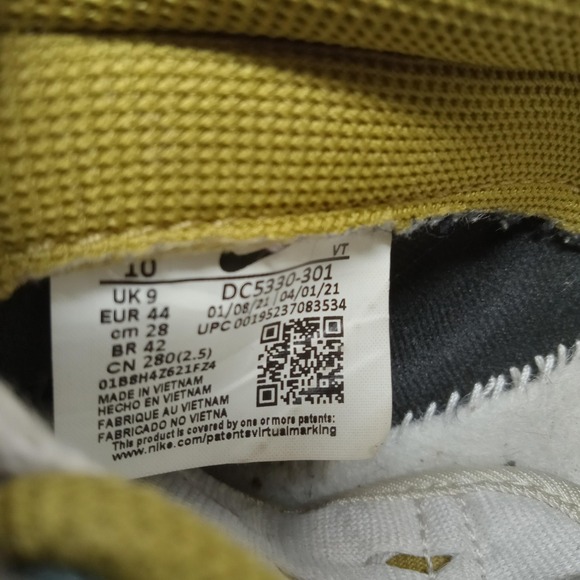 10
VT
UK 9
DC5330-301
EUR 44
01/08/21 | 04/01/21
cm 28
UPC 00195237083534
BR 42
CN 280(2.5)
01B8H4Z621FZ4
MADE IN VIETNAM
HECHO EN VIETNAM
FABRIQUE AU VIETNAM
FABRICADO NO VIETNA
This product is covered by one or more patents:
www.nike.com/patentsvirtualmarking